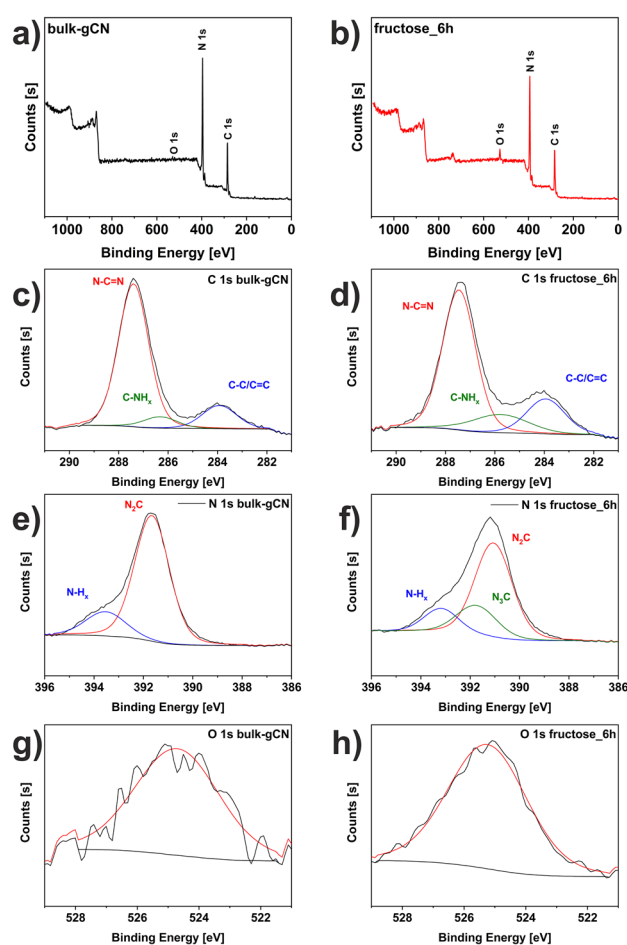 a) bulk-gCN
N 1s
O 1s
C 1s
Counts [s]
1000 800 600 400 200 0
Binding Energy [eV]
b) fructose_6h
N 1s
O 1s
C 1s
Counts [s]
1000 800 600 400 200 0
Binding Energy [eV]
c) C 1s bulk-gCN
N-C=N
C-NHₓ
C-C/C=C
Counts [s]
290 288 286 284 282
Binding Energy [eV]
d) C 1s fructose_6h
N-C=N
C-NHₓ
C-C/C=C
Counts [s]
290 288 286 284 282
Binding Energy [eV]
e) N 1s bulk-gCN
N₂C
N-Hₓ
Counts [s]
396 394 392 390 388 386
Binding Energy [eV]
f) N 1s fructose_6h
N₂C
N-Hₓ
N₃C
Counts [s]
396 394 392 390 388 386
Binding Energy [eV]
g) O 1s bulk-gCN
Counts [s]
528 526 524 522
Binding Energy [eV]
h) O 1s fructose_6h
Counts [s]
528 526 524 522
Binding Energy [eV]